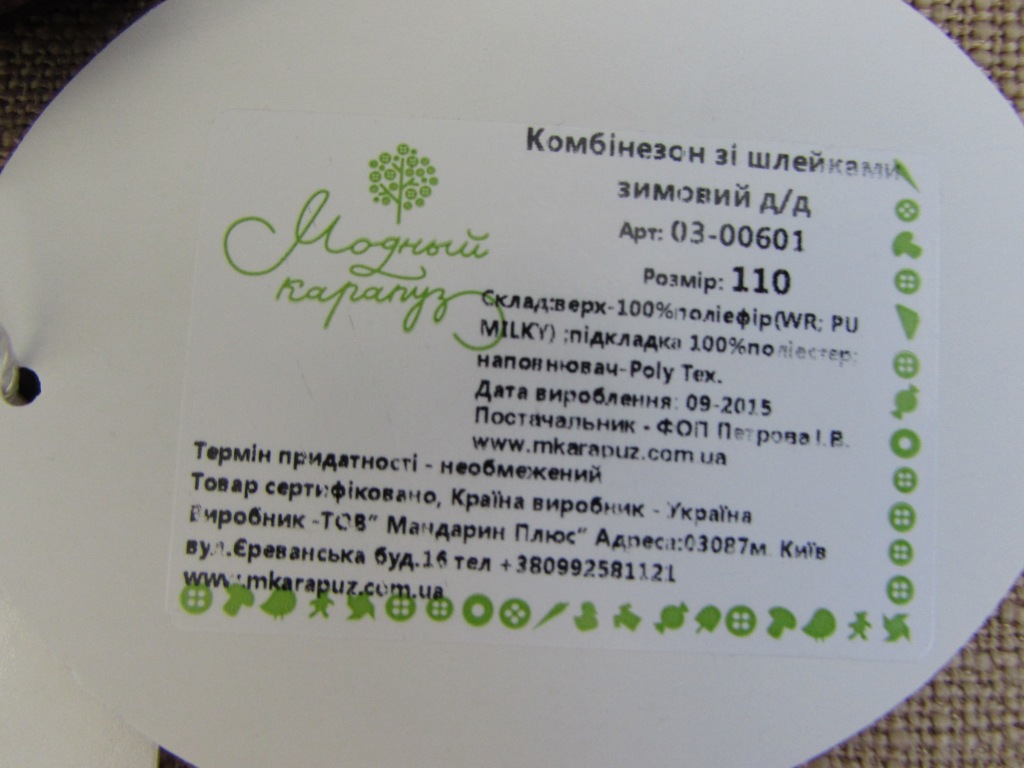 Модный
карапуз
Комбінезон зі шлейками
зимовий д/д
Арт: 03-00601
Розмір: 110
Склад:верх-100%поліефір(WR; PU
MILKY) ;підкладка 100%поліестер;
наповнювач-Poly Tex.
Дата вироблення: 09-2015
Постачальник - ФОП Петрова І.В.
www.mkarapuz.com.ua
Термін придатності - необмежений
Товар сертифіковано, Країна виробник - Україна
Виробник -ТОВ" Мандарин Плюс" Адреса:03087м. Київ
вул.Єреванська буд.16 тел +380992581121
www.mkarapuz.com.ua